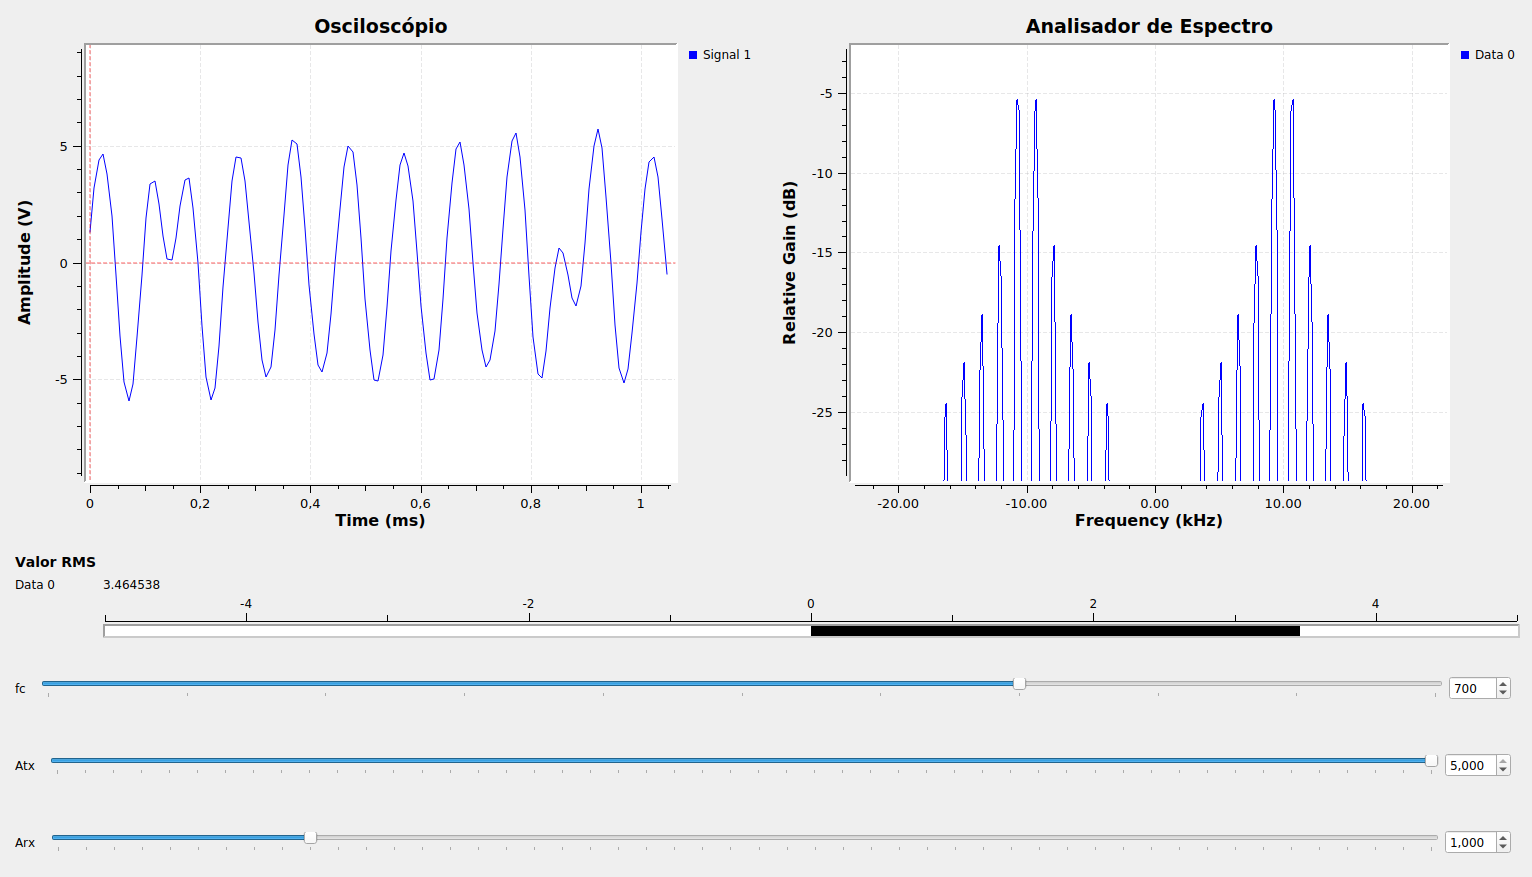 Osciloscópio
Signal 1
5
0
-5
Amplitude (V)
0
0,2
0,4
0,6
0,8
1
Time (ms)
Analisador de Espectro
Data 0
-5
-10
-15
-20
-25
Relative Gain (dB)
-20.00
-10.00
0.00
10.00
20.00
Frequency (kHz)
Valor RMS
Data 0 3.464538
-4 -2 0 2 4
fc 700
Atx 5,000
Arx 1,000